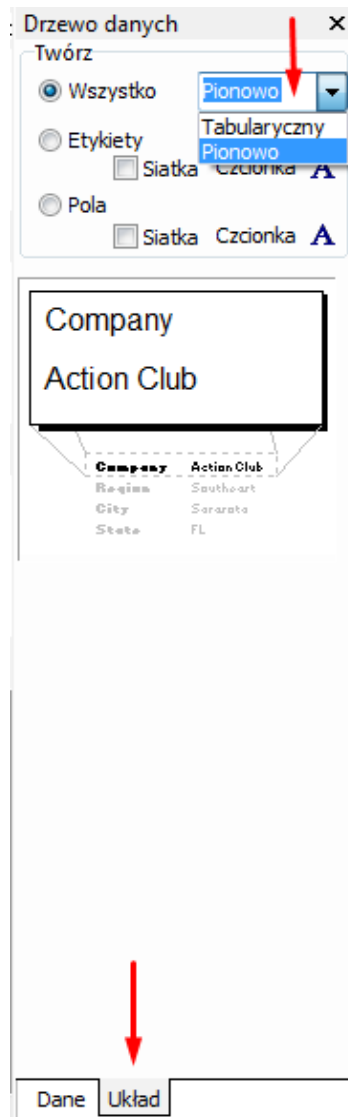 Drzewo danych
Twórz
Wszystko Pionowo
Tabularyczny
Etykiety
Pionowo
Siatka Czcionka A
Pola
Siatka Czcionka A
Company
Action Club
Company Action Club
Region Southeast
City Sarasota
State FL
Dane Układ